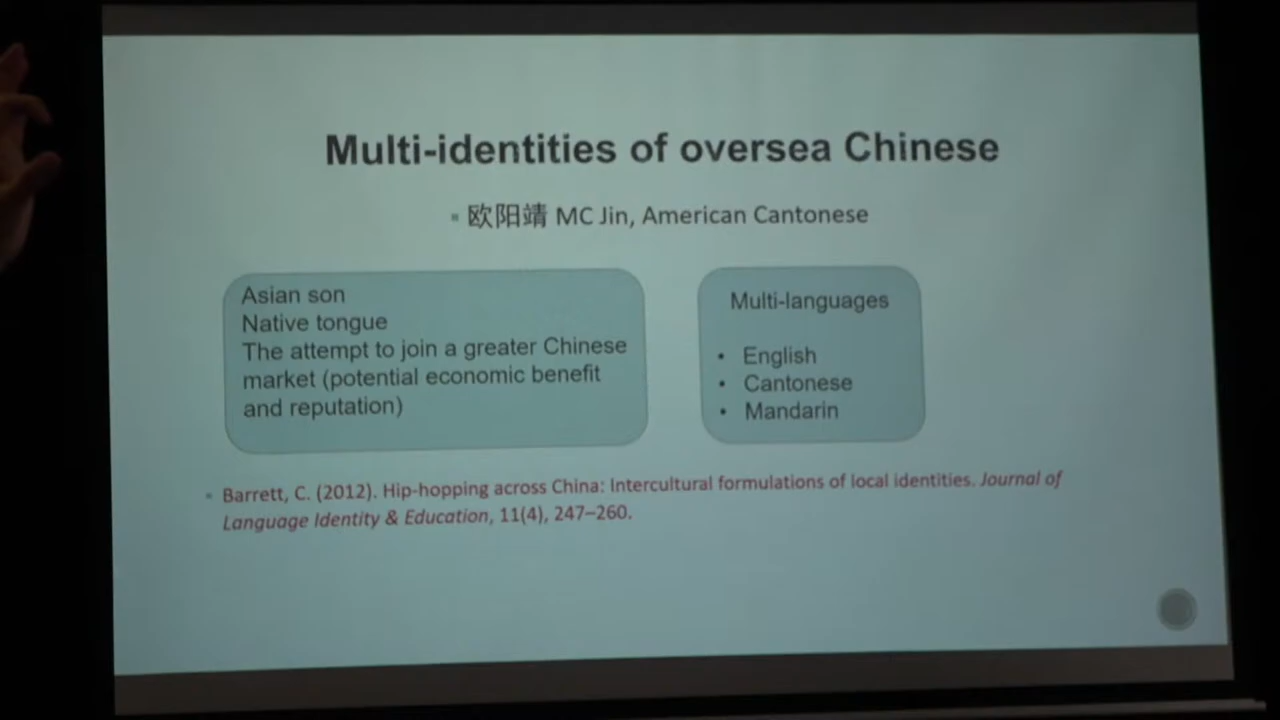 Multi-identities of oversea Chinese
▪ 欧阳靖 MC Jin, American Cantonese
Asian son
Native tongue
The attempt to join a greater Chinese
market (potential economic benefit
and reputation)
Multi-languages
• English
• Cantonese
• Mandarin
▪ Barrett, C. (2012). Hip-hopping across China: Intercultural formulations of local identities. Journal of
Language Identity & Education, 11(4), 247–260.